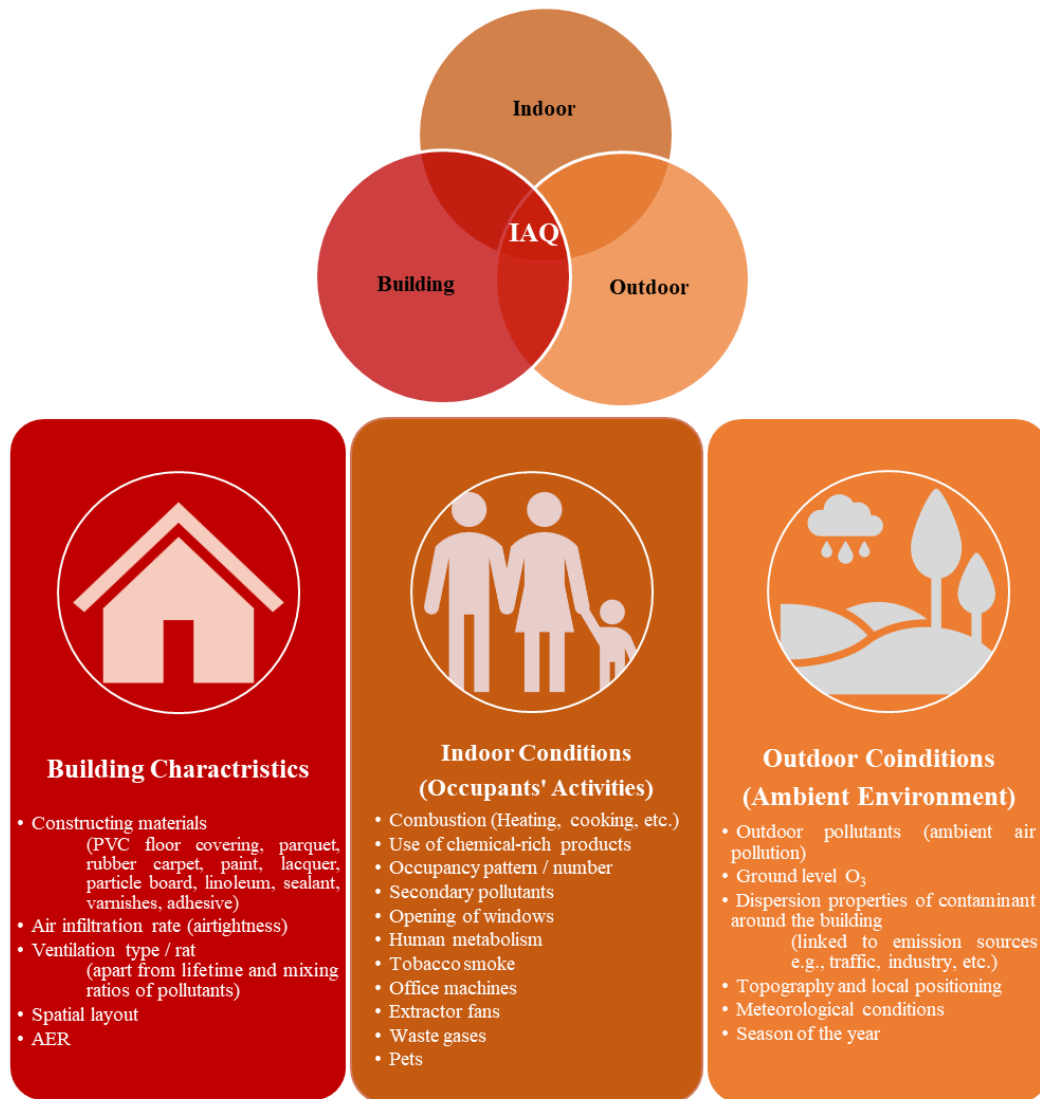 Indoor
IAQ
Building
Outdoor
Building Charactristics
• Constructing materials
(PVC floor covering, parquet,
rubber carpet, paint, lacquer,
particle board, linoleum, sealant,
varnishes, adhesive)
• Air infiltration rate (airtightness)
• Ventilation type / rat
(apart from lifetime and mixing
ratios of pollutants)
• Spatial layout
• AER
Indoor Conditions
(Occupants' Activities)
• Combustion (Heating, cooking, etc.)
• Use of chemical-rich products
• Occupancy pattern / number
• Secondary pollutants
• Opening of windows
• Human metabolism
• Tobacco smoke
• Office machines
• Extractor fans
• Waste gases
• Pets
Outdoor Coinditions
(Ambient Environment)
• Outdoor pollutants (ambient air
pollution)
• Ground level O₃
• Dispersion properties of contaminant
around the building
(linked to emission sources
e.g., traffic, industry, etc.)
• Topography and local positioning
• Meteorological conditions
• Season of the year